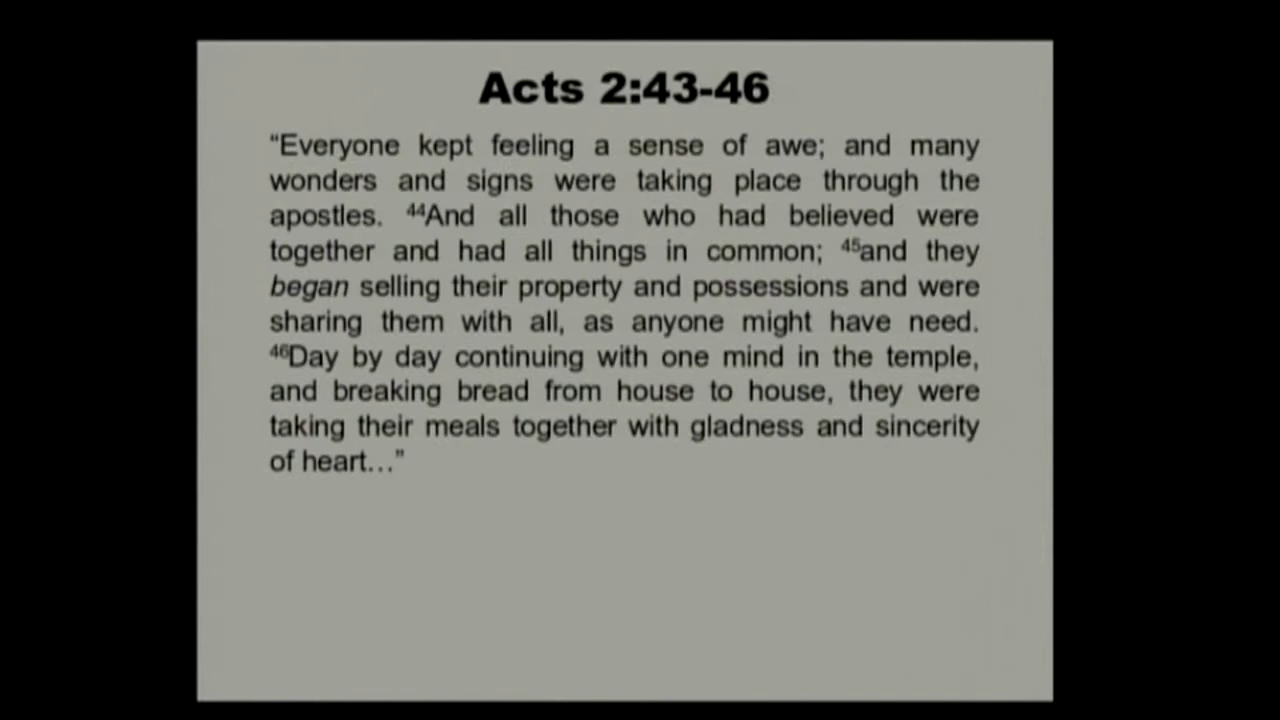 Acts 2:43-46
“Everyone kept feeling a sense of awe; and many
wonders and signs were taking place through the
apostles. ⁴⁴And all those who had believed were
together and had all things in common; ⁴⁵and they
began selling their property and possessions and were
sharing them with all, as anyone might have need.
⁴⁶Day by day continuing with one mind in the temple,
and breaking bread from house to house, they were
taking their meals together with gladness and sincerity
of heart…”